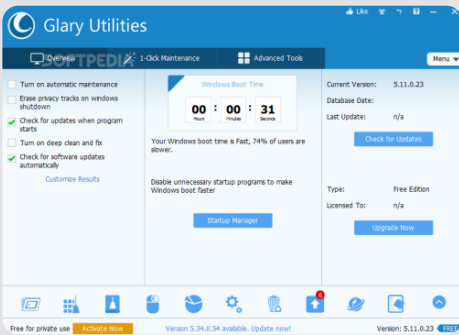 Like
Glary Utilities
Overview
1-Click Maintenance
Advanced Tools
Menu
SOFTPEDIA
Turn on automatic maintenance
Erase privacy tracks on windows
shutdown
Check for updates when program
starts
Turn on deep clean and fix
Check for software updates
automatically
Customize Results
Windows Boot Time
00 : 00 : 31
Hours Minutes Seconds
Your Windows boot time is Fast, 74% of users are
slower.
Disable unnecessary startup programs to make
Windows boot faster
Startup Manager
Current Version: 5.11.0.23
Database Date:
Last Update: n/a
Check for Updates
Type: Free Edition
Licensed To: n/a
Upgrade Now
Free for private use
Activate Now
Version 5.34.0.54 available. Update now!
Version: 5.11.0.23
FREE